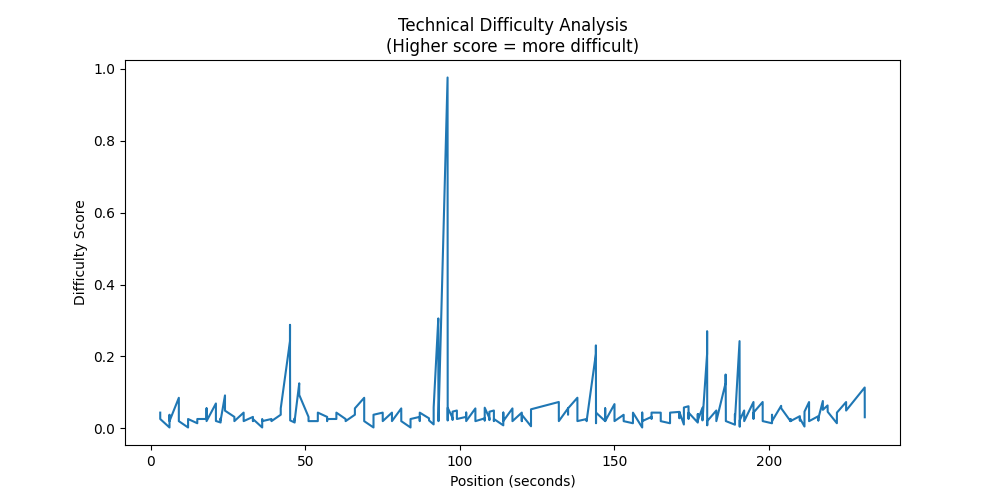 Technical Difficulty Analysis
(Higher score = more difficult)
1.0
0.8
0.6
0.4
0.2
0.0
Difficulty Score
0 50 100 150 200
Position (seconds)